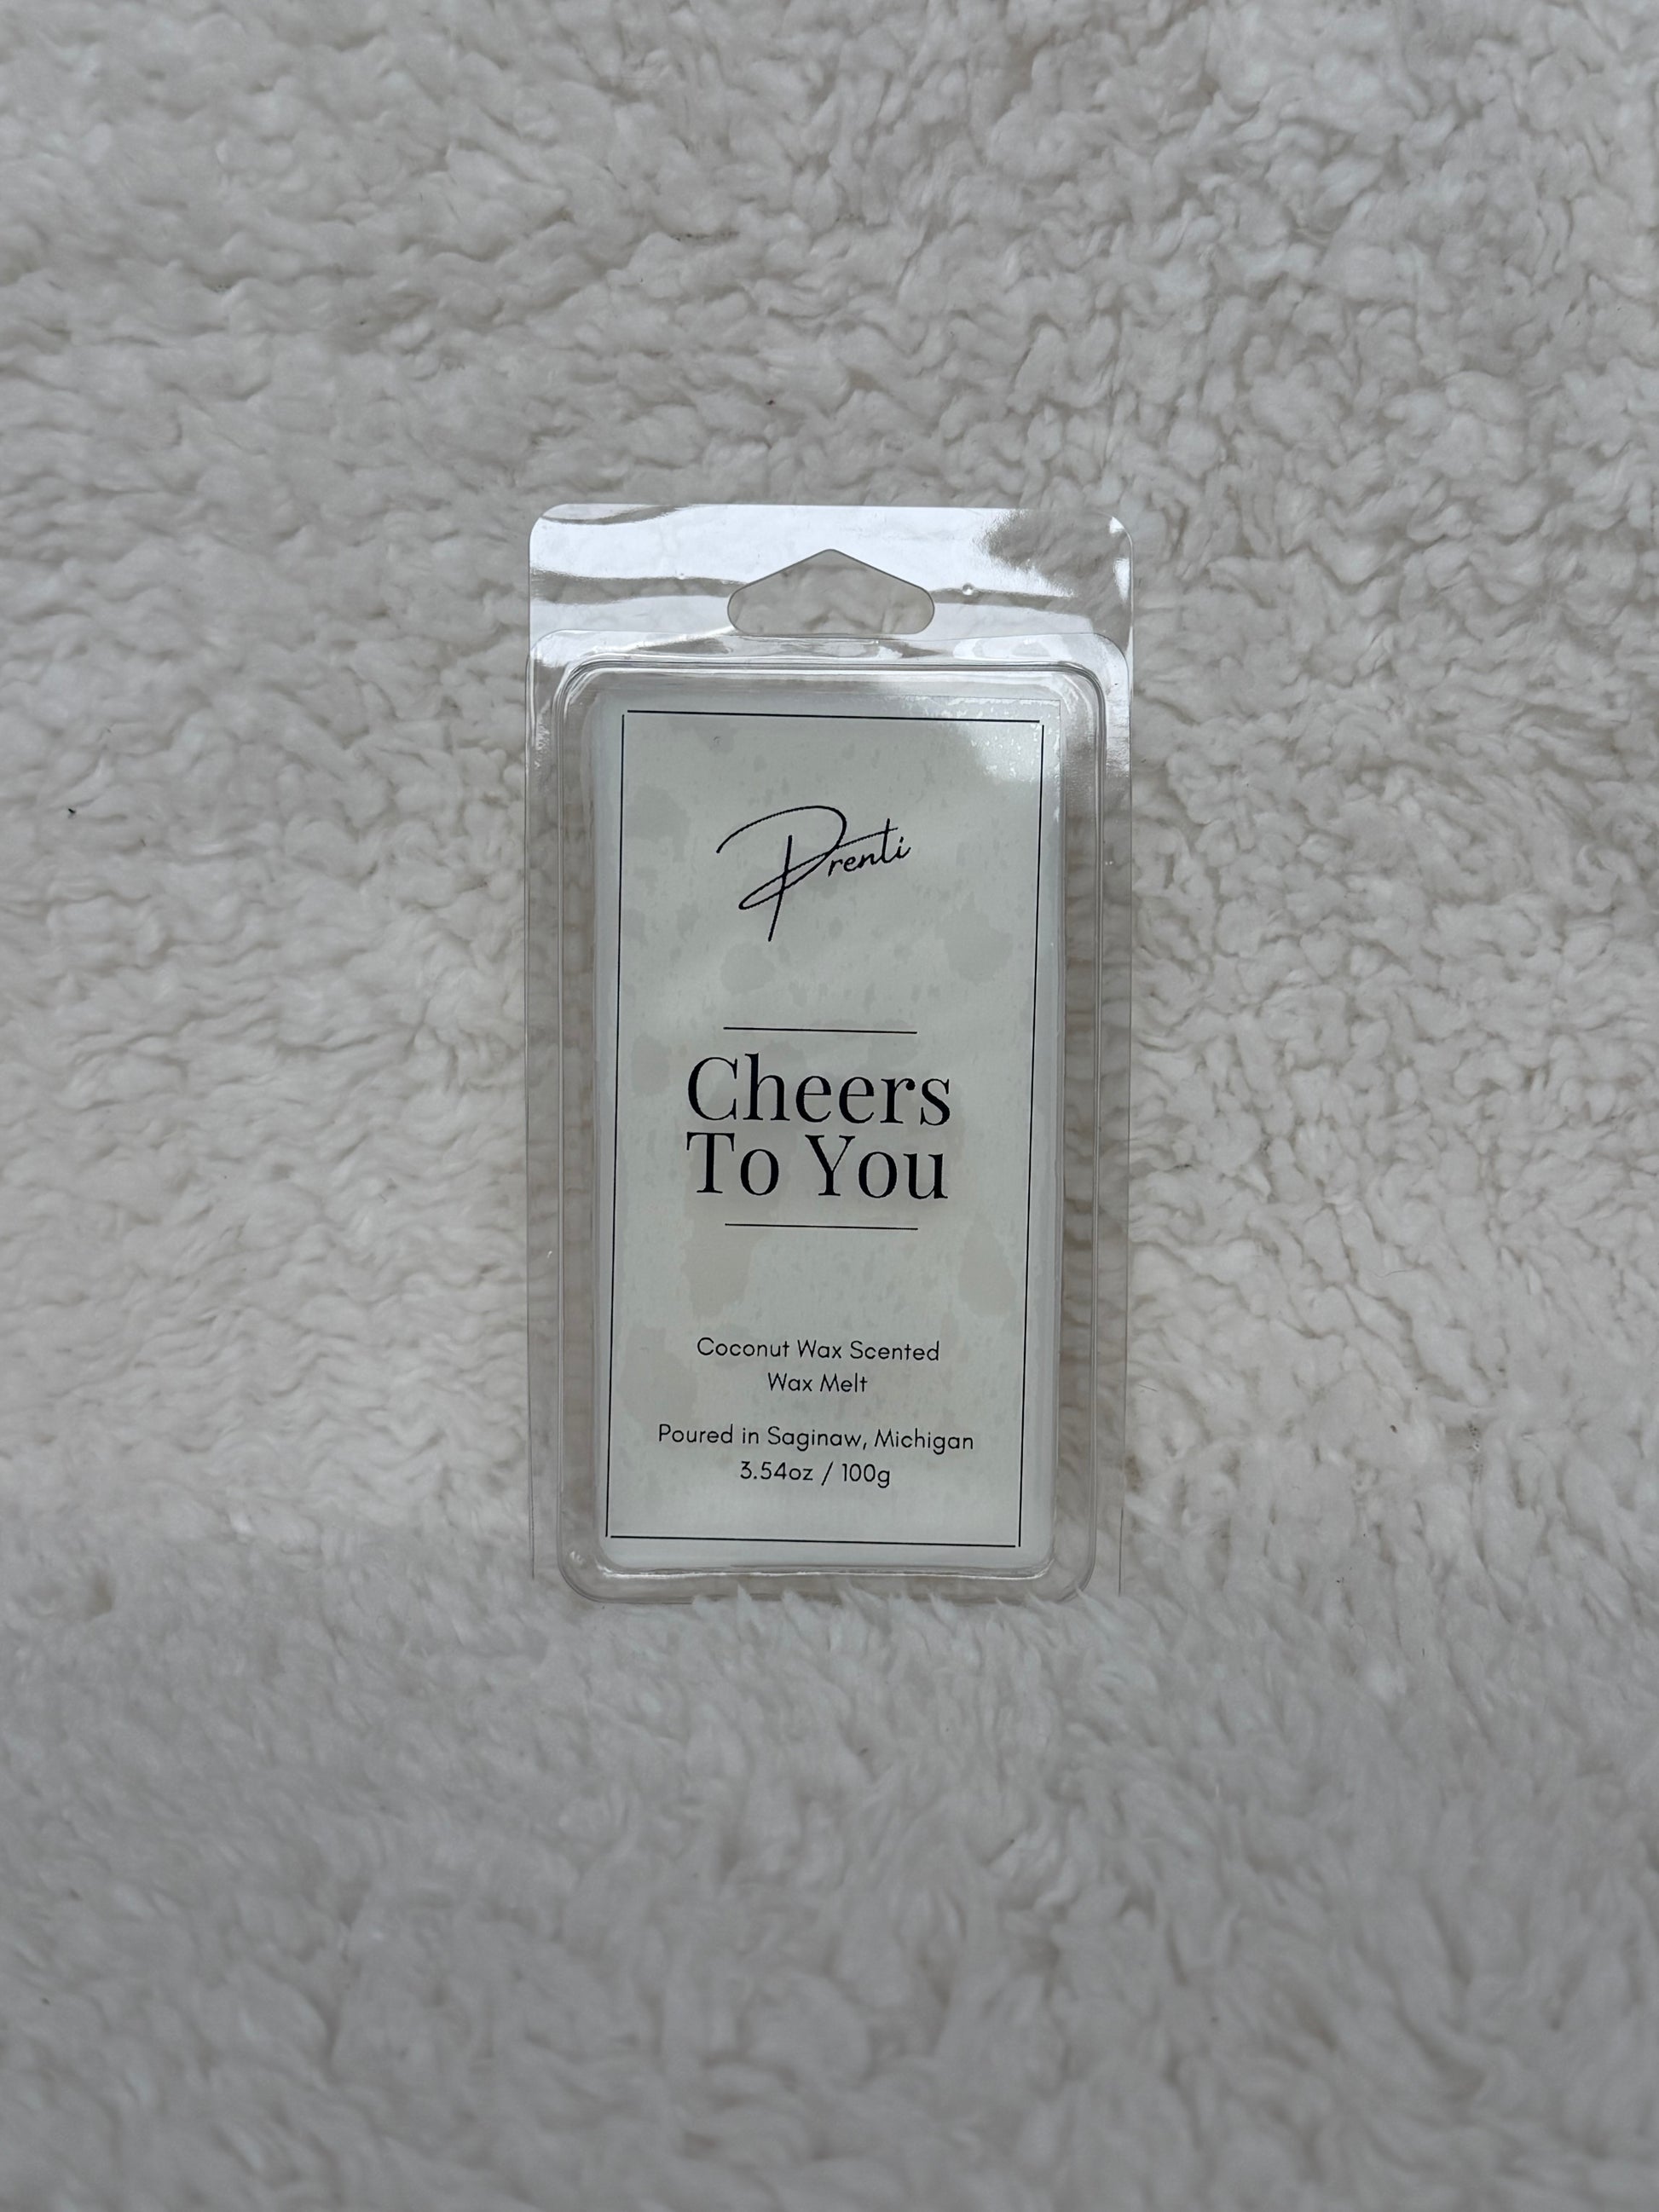 Prenti
Cheers
To You
Coconut Wax Scented
Wax Melt
Poured in Saginaw, Michigan
3.54oz / 100g